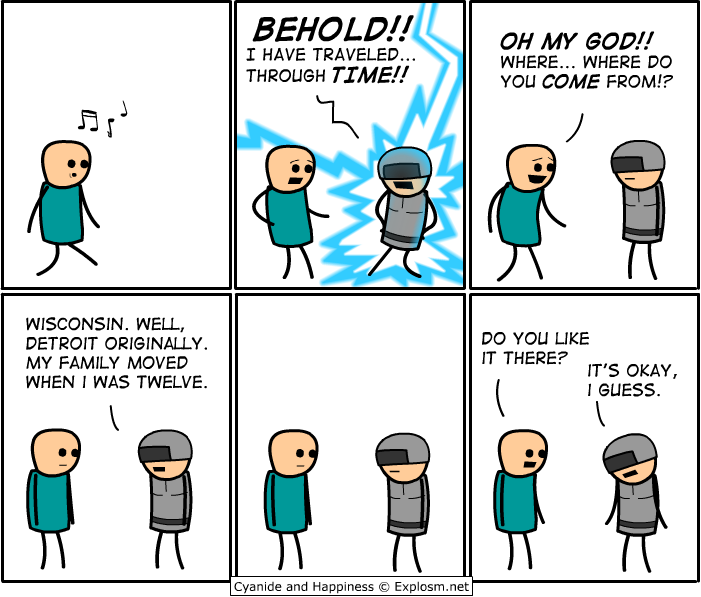 BEHOLD!!
I HAVE TRAVELED...
THROUGH TIME!!
OH MY GOD!!
WHERE... WHERE DO
YOU COME FROM!?
WISCONSIN. WELL,
DETROIT ORIGINALLY.
MY FAMILY MOVED
WHEN I WAS TWELVE.
DO YOU LIKE
IT THERE?
IT'S OKAY,
I GUESS.
Cyanide and Happiness © Explosm.net